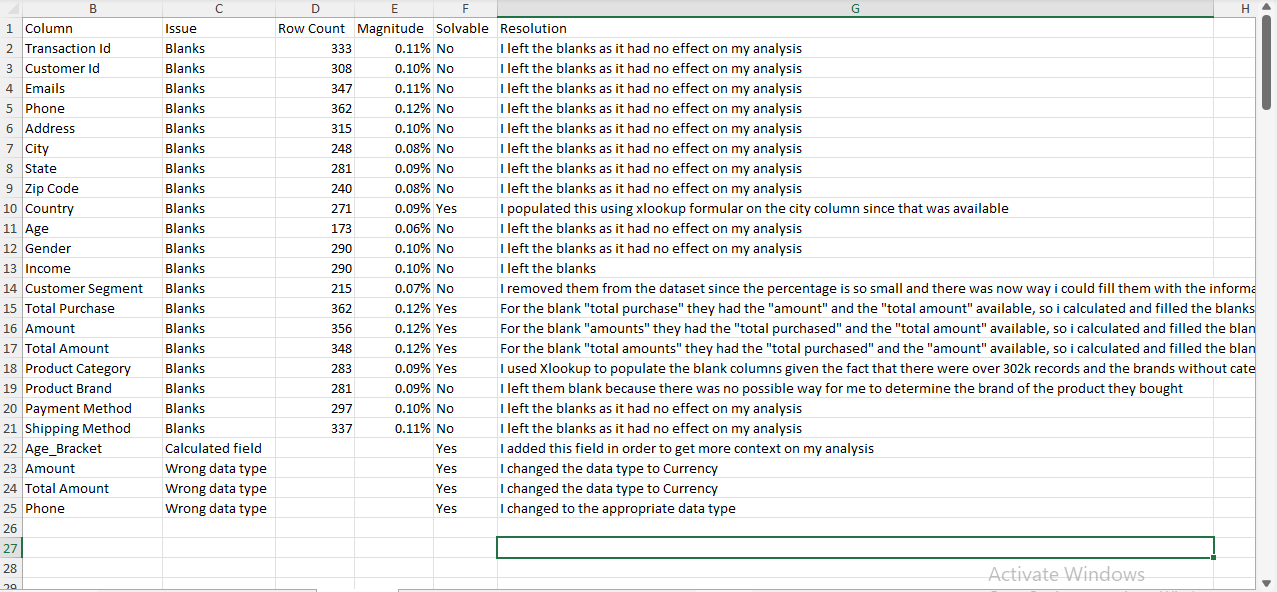 B C D E F G H
1 Column Issue Row Count Magnitude Solvable Resolution
2 Transaction Id Blanks 333 0.11% No I left the blanks as it had no effect on my analysis
3 Customer Id Blanks 308 0.10% No I left the blanks as it had no effect on my analysis
4 Emails Blanks 347 0.11% No I left the blanks as it had no effect on my analysis
5 Phone Blanks 362 0.12% No I left the blanks as it had no effect on my analysis
6 Address Blanks 315 0.10% No I left the blanks as it had no effect on my analysis
7 City Blanks 248 0.08% No I left the blanks as it had no effect on my analysis
8 State Blanks 281 0.09% No I left the blanks as it had no effect on my analysis
9 Zip Code Blanks 240 0.08% No I left the blanks as it had no effect on my analysis
10 Country Blanks 271 0.09% Yes I populated this using xlookup formular on the city column since that was available
11 Age Blanks 173 0.06% No I left the blanks as it had no effect on my analysis
12 Gender Blanks 290 0.10% No I left the blanks as it had no effect on my analysis
13 Income Blanks 290 0.10% No I left the blanks
14 Customer Segment Blanks 215 0.07% No I removed them from the dataset since the percentage is so small and there was now way i could fill them with the informa
15 Total Purchase Blanks 362 0.12% Yes For the blank "total purchase" they had the "amount" and the "total amount" available, so i calculated and filled the blanks
16 Amount Blanks 356 0.12% Yes For the blank "amounts" they had the "total purchased" and the "total amount" available, so i calculated and filled the blan
17 Total Amount Blanks 348 0.12% Yes For the blank "total amounts" they had the "total purchased" and the "amount" available, so i calculated and filled the blan
18 Product Category Blanks 283 0.09% Yes I used Xlookup to populate the blank columns given the fact that there were over 302k records and the brands without cate
19 Product Brand Blanks 281 0.09% No I left them blank because there was no possible way for me to determine the brand of the product they bought
20 Payment Method Blanks 297 0.10% No I left the blanks as it had no effect on my analysis
21 Shipping Method Blanks 337 0.11% No I left the blanks as it had no effect on my analysis
22 Age_Bracket Calculated field Yes I added this field in order to get more context on my analysis
23 Amount Wrong data type Yes I changed the data type to Currency
24 Total Amount Wrong data type Yes I changed the data type to Currency
25 Phone Wrong data type Yes I changed to the appropriate data type
26
27
28
29
Activate Windows